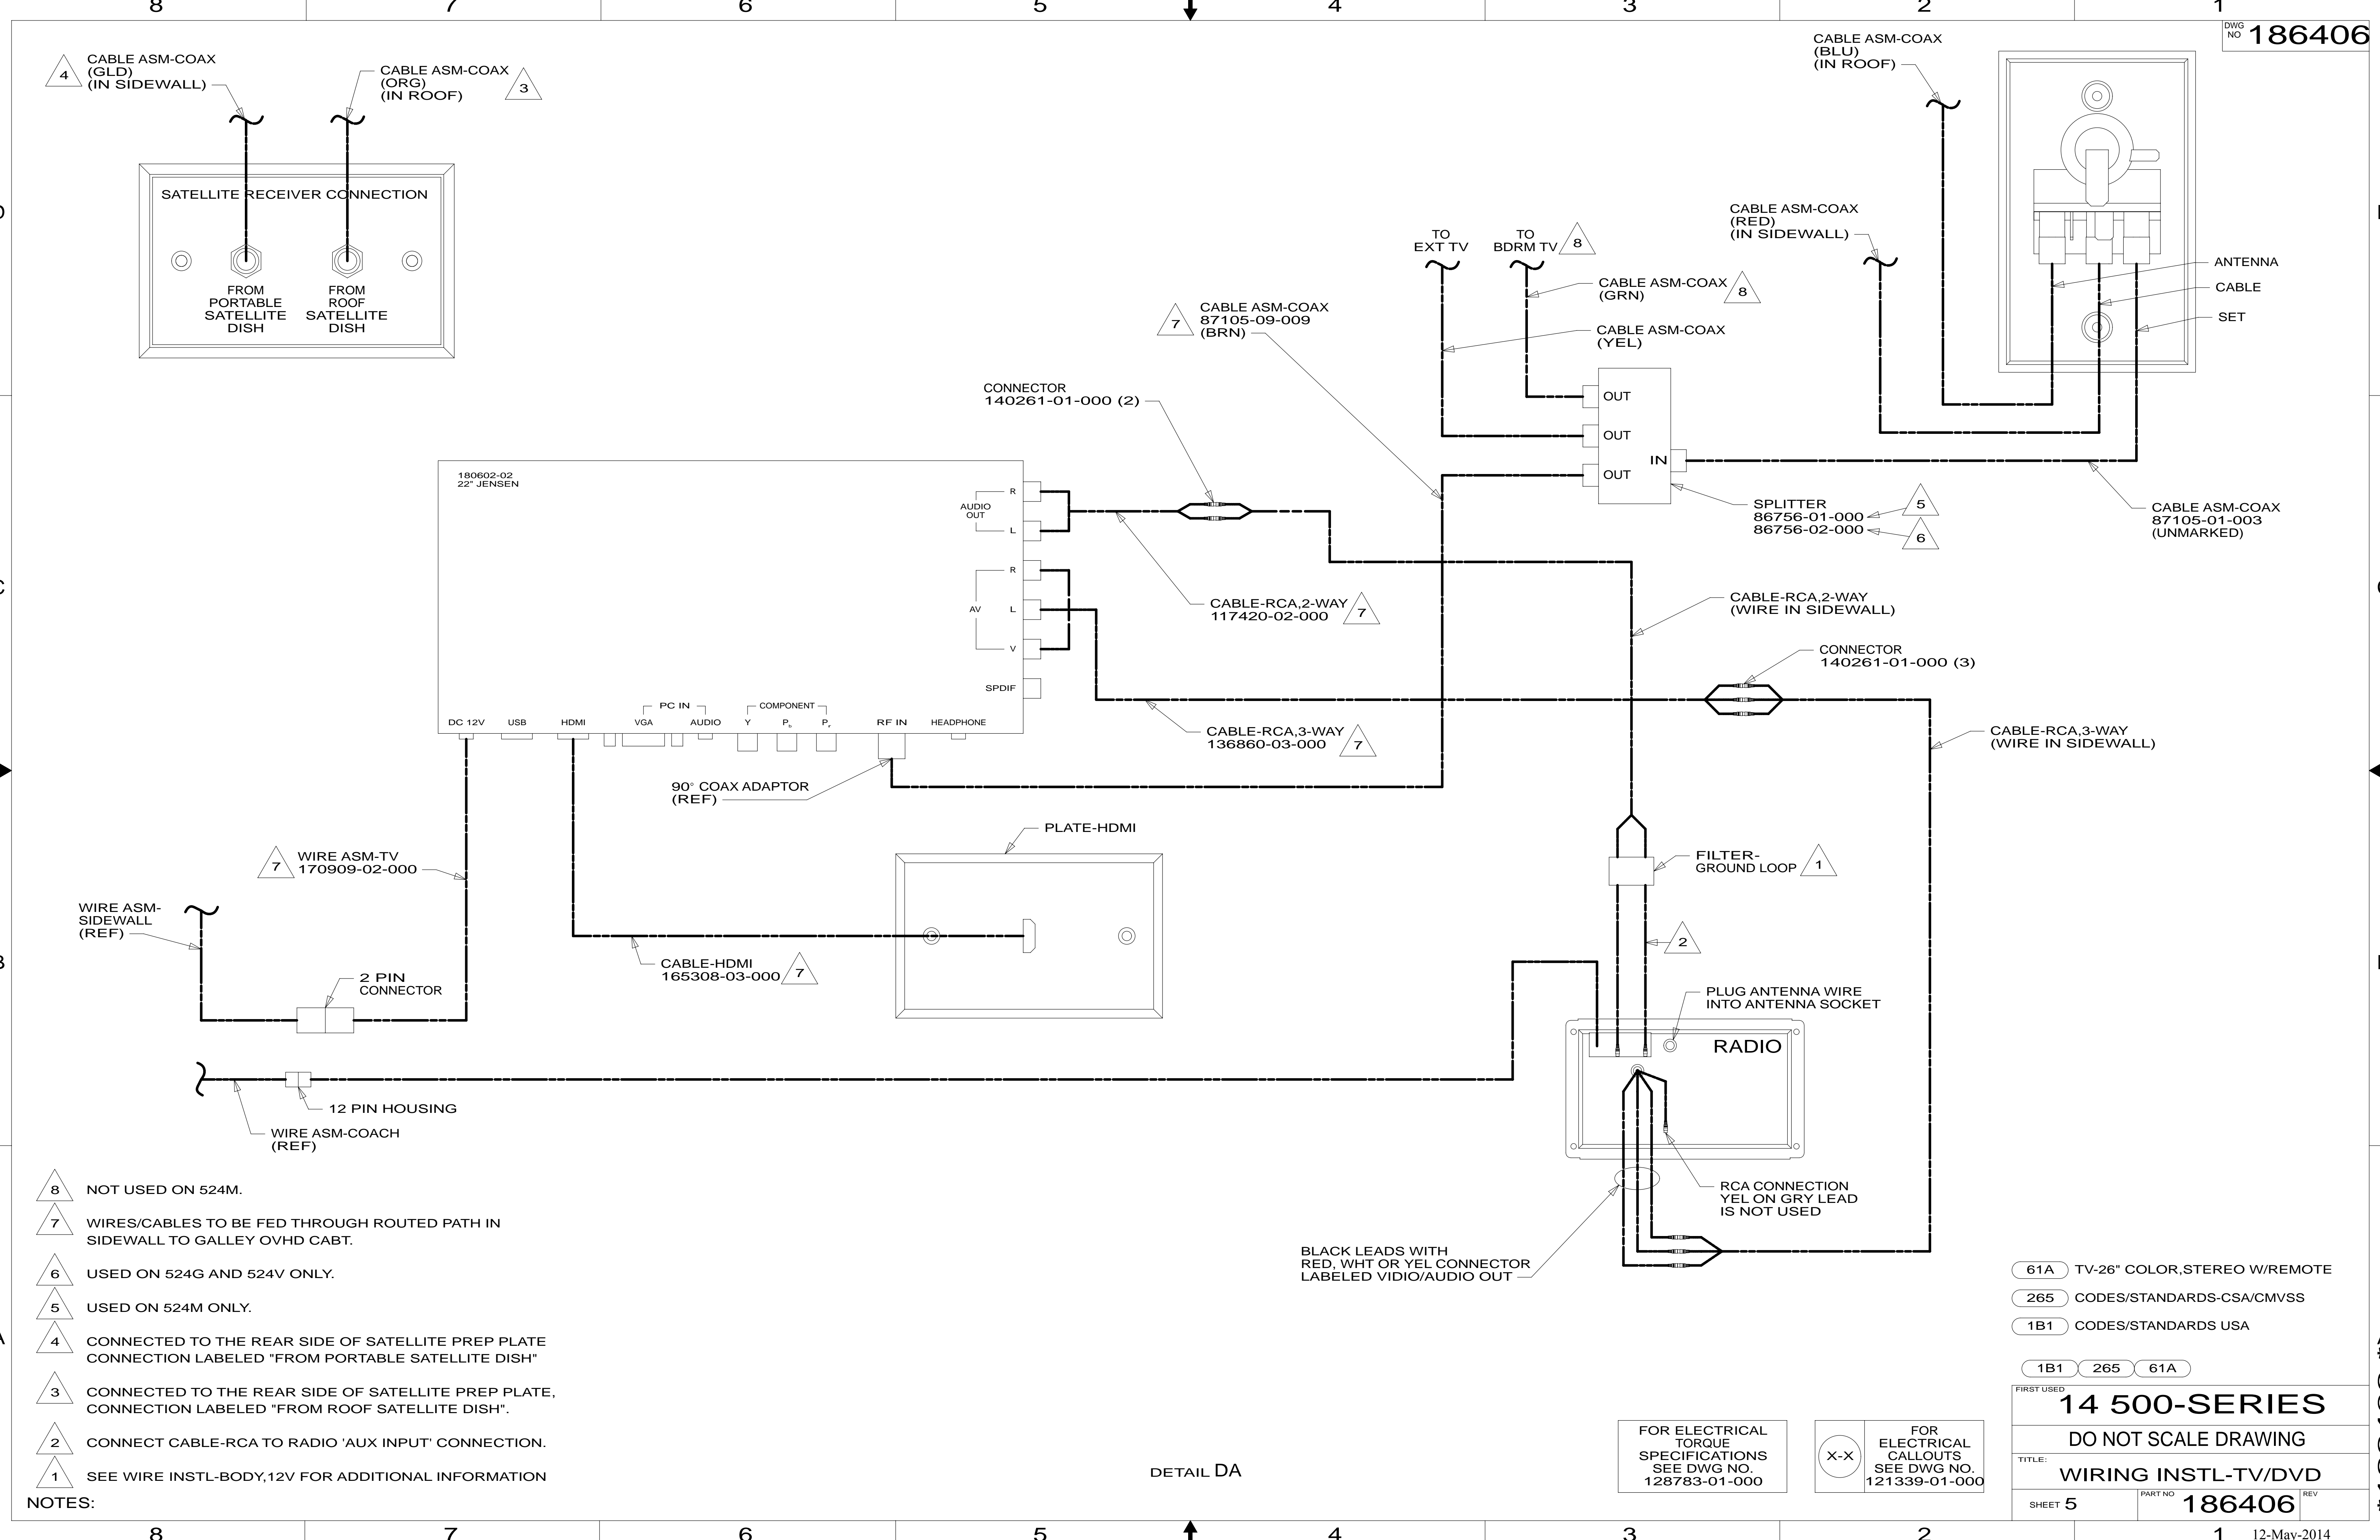 8 7 6 5 4 3 2 1
DWG
NO 186406
4
CABLE ASM-COAX
(GLD)
(IN SIDEWALL)
CABLE ASM-COAX
(ORG)
(IN ROOF)
3
SATELLITE RECEIVER CONNECTION
FROM
PORTABLE
SATELLITE
DISH
FROM
ROOF
SATELLITE
DISH
CABLE ASM-COAX
(BLU)
(IN ROOF)
CABLE ASM-COAX
(RED)
(IN SIDEWALL)
ANTENNA
CABLE
SET
TO
EXT TV
TO
BDRM TV
8
CABLE ASM-COAX
(GRN)
8
CABLE ASM-COAX
(YEL)
7
CABLE ASM-COAX
87105-09-009
(BRN)
CONNECTOR
140261-01-000 (2)
OUT
OUT
OUT
IN
SPLITTER
86756-01-000
86756-02-000
5
6
CABLE ASM-COAX
87105-01-003
(UNMARKED)
180602-02
22" JENSEN
AUDIO
OUT
R
L
AV
R
L
V
SPDIF
DC 12V
USB
HDMI
PC IN
VGA
AUDIO
COMPONENT
Y
Pb
Pr
RF IN
HEADPHONE
CABLE-RCA,2-WAY
117420-02-000
7
CABLE-RCA,2-WAY
(WIRE IN SIDEWALL)
CONNECTOR
140261-01-000 (3)
CABLE-RCA,3-WAY
136860-03-000
7
CABLE-RCA,3-WAY
(WIRE IN SIDEWALL)
90° COAX ADAPTOR
(REF)
PLATE-HDMI
7
WIRE ASM-TV
170909-02-000
FILTER-
GROUND LOOP
1
WIRE ASM-
SIDEWALL
(REF)
2 PIN
CONNECTOR
CABLE-HDMI
165308-03-000
7
2
PLUG ANTENNA WIRE
INTO ANTENNA SOCKET
RADIO
12 PIN HOUSING
WIRE ASM-COACH
(REF)
RCA CONNECTION
YEL ON GRY LEAD
IS NOT USED
BLACK LEADS WITH
RED, WHT OR YEL CONNECTOR
LABELED VIDIO/AUDIO OUT
8 NOT USED ON 524M.
7 WIRES/CABLES TO BE FED THROUGH ROUTED PATH IN
SIDEWALL TO GALLEY OVHD CABT.
6 USED ON 524G AND 524V ONLY.
5 USED ON 524M ONLY.
4 CONNECTED TO THE REAR SIDE OF SATELLITE PREP PLATE
CONNECTION LABELED "FROM PORTABLE SATELLITE DISH"
3 CONNECTED TO THE REAR SIDE OF SATELLITE PREP PLATE,
CONNECTION LABELED "FROM ROOF SATELLITE DISH".
2 CONNECT CABLE-RCA TO RADIO 'AUX INPUT' CONNECTION.
1 SEE WIRE INSTL-BODY,12V FOR ADDITIONAL INFORMATION
NOTES:
DETAIL DA
FOR ELECTRICAL
TORQUE
SPECIFICATIONS
SEE DWG NO.
128783-01-000
X-X
FOR
ELECTRICAL
CALLOUTS
SEE DWG NO.
121339-01-000
61A TV-26" COLOR,STEREO W/REMOTE
265 CODES/STANDARDS-CSA/CMVSS
1B1 CODES/STANDARDS USA
1B1 265 61A
FIRST USED
14 500-SERIES
DO NOT SCALE DRAWING
TITLE:
WIRING INSTL-TV/DVD
SHEET 5
PART NO 186406
REV
8 7 6 5 4 3 2 1
12-May-2014